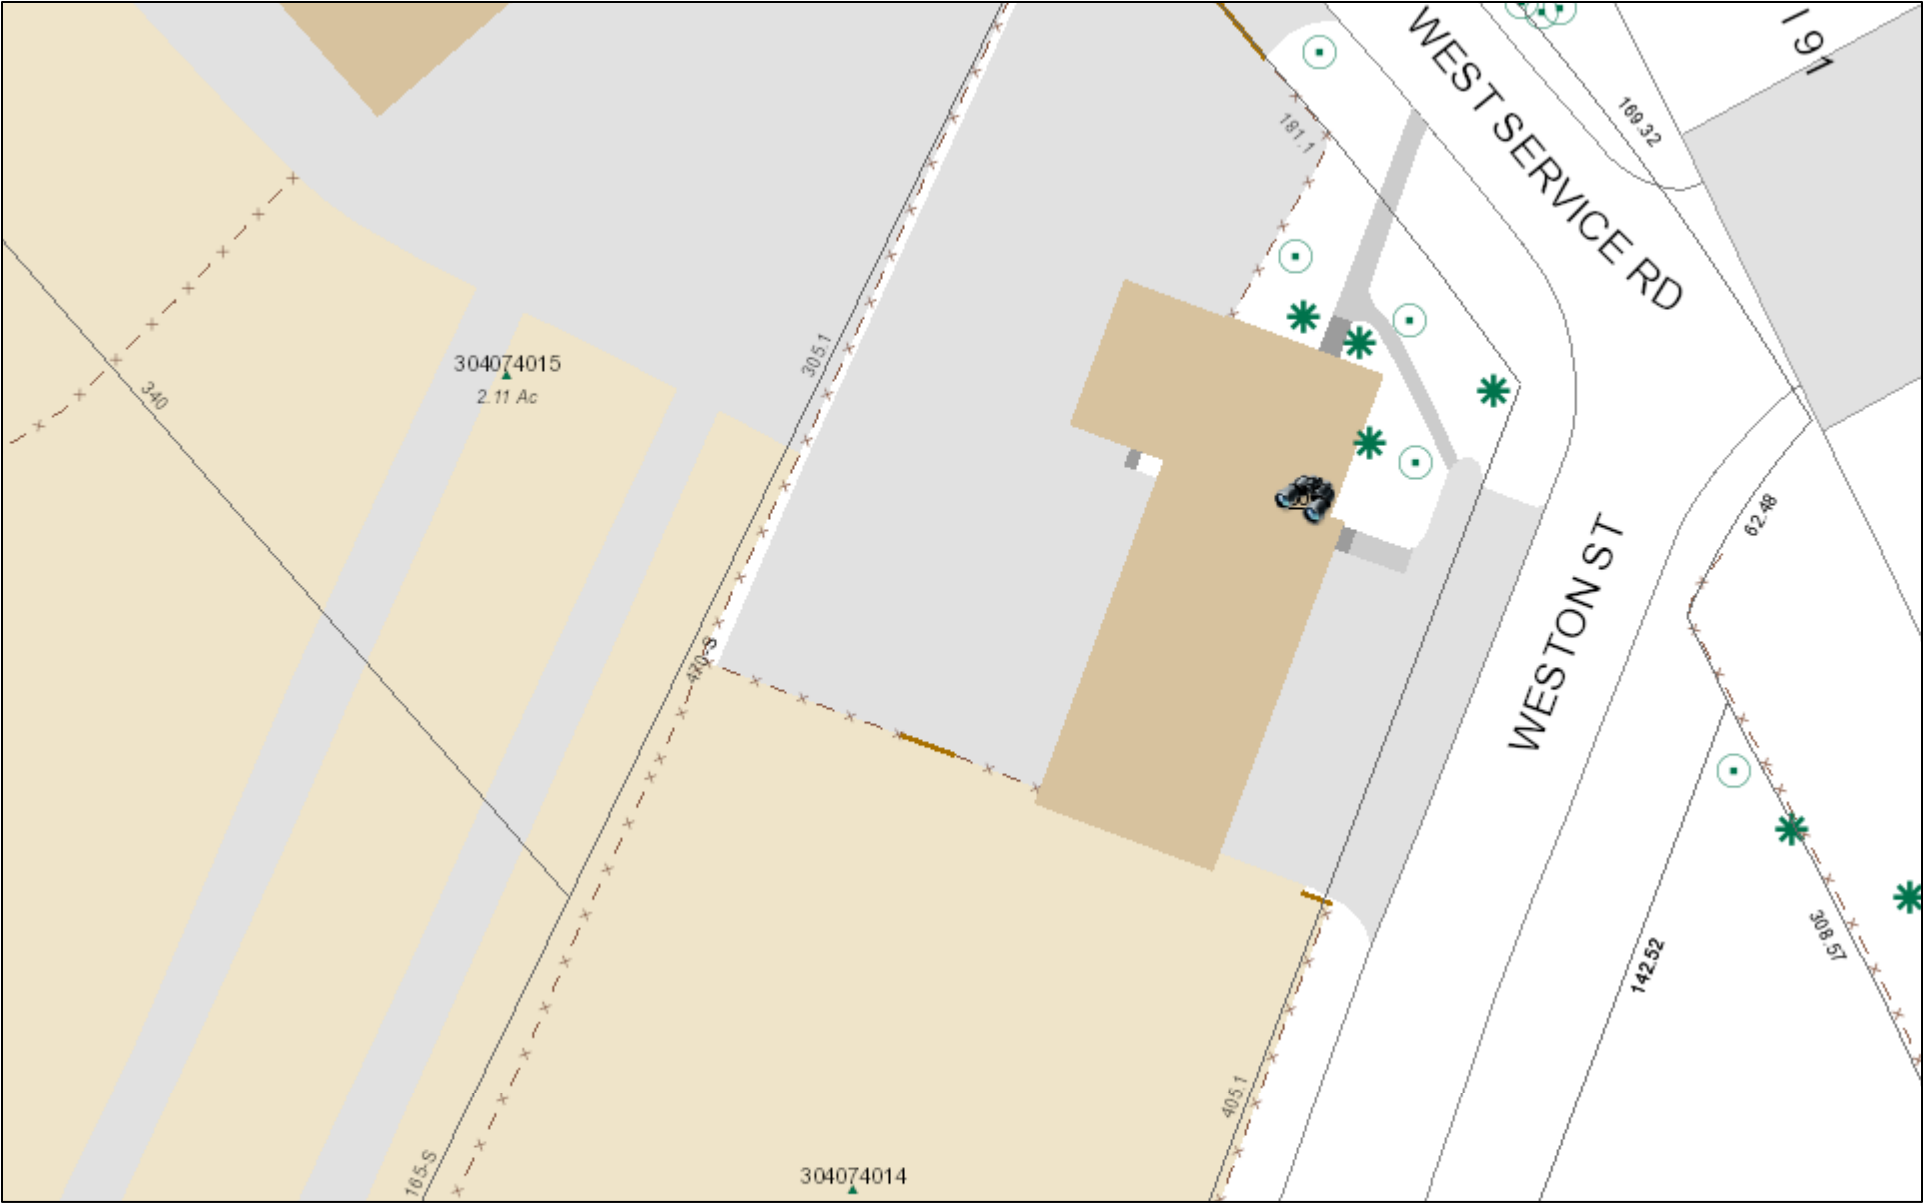 WEST SERVICE RD
I 91
169.32
181.1
305.1
304074015
2.11 Ac
340
62.48
WESTON ST
470-S
142.52
308.57
405.1
165-S
304074014